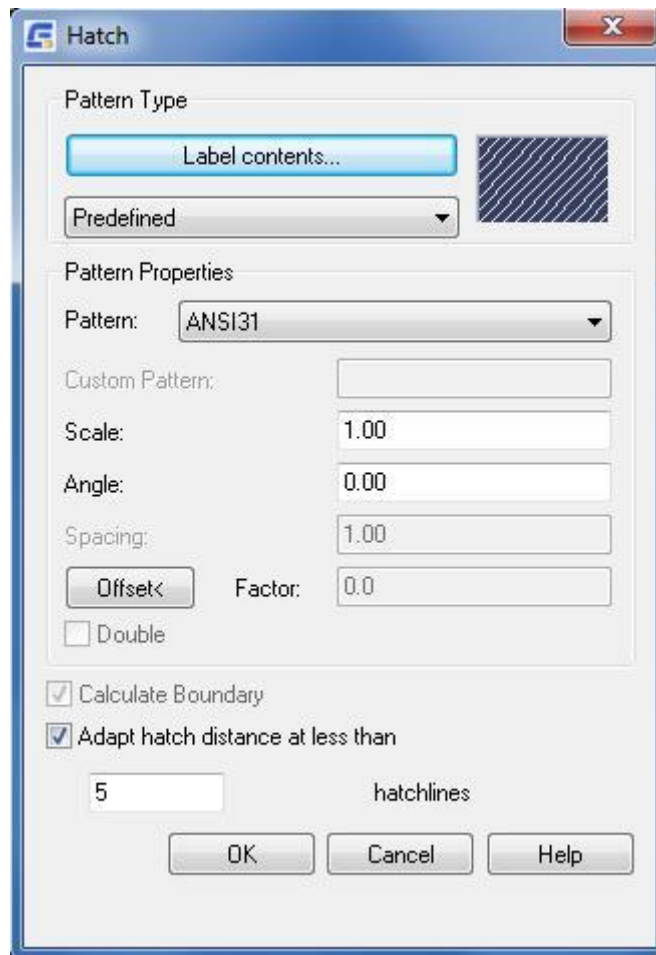 Hatch
Pattern Type
Label contents...
Predefined
Pattern Properties
Pattern: ANSI31
Custom Pattern:
Scale: 1.00
Angle: 0.00
Spacing: 1.00
Offset< Factor: 0.0
Double
Calculate Boundary
Adapt hatch distance at less than
5 hatchlines
OK Cancel Help